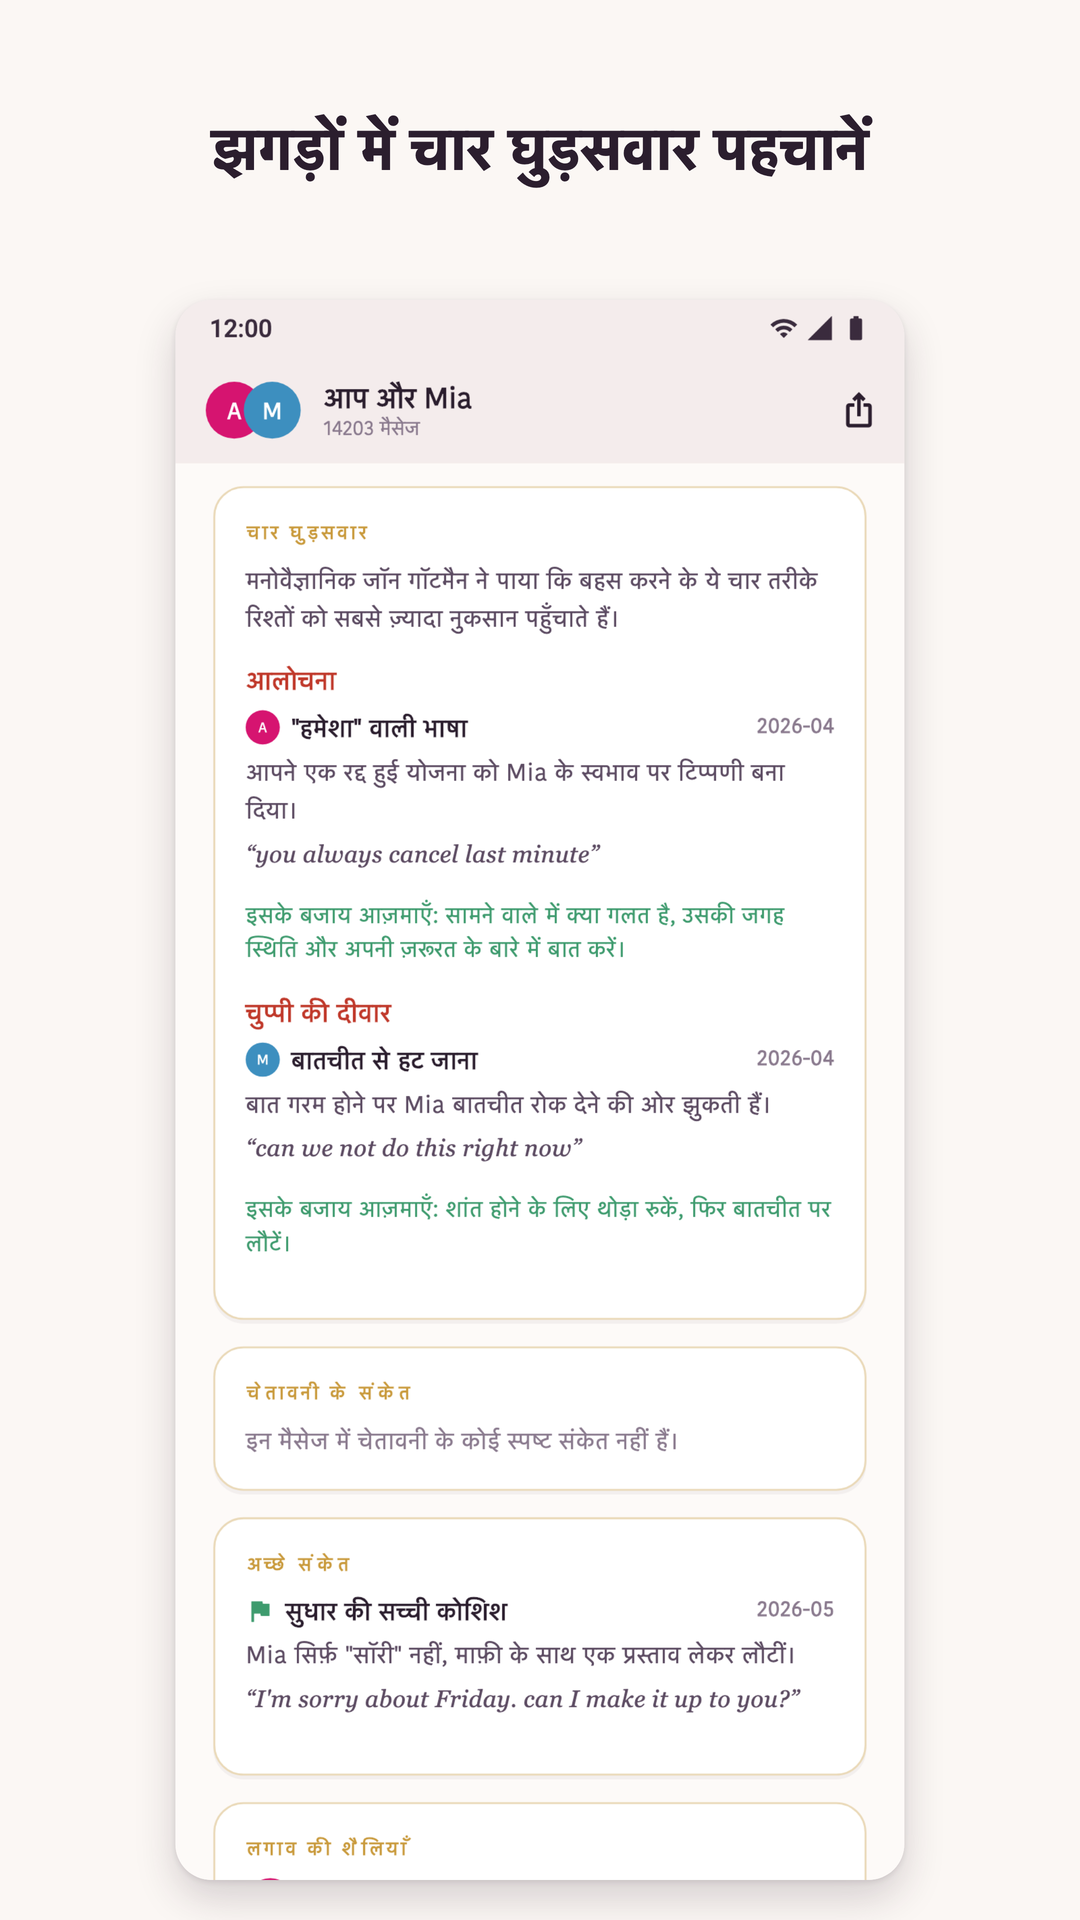 झगड़ों में चार घुड़सवार पहचानें
12:00
A
M
आप और Mia
14203 मैसेज
चार घुड़सवार
मनोवैज्ञानिक जॉन गॉटमैन ने पाया कि बहस करने के ये चार तरीके
रिश्तों को सबसे ज़्यादा नुकसान पहुँचाते हैं।
आलोचना
A "हमेशा" वाली भाषा 2026-04
आपने एक रद्द हुई योजना को Mia के स्वभाव पर टिप्पणी बना
दिया।
“you always cancel last minute”
इसके बजाय आज़माएँ: सामने वाले में क्या गलत है, उसकी जगह
स्थिति और अपनी ज़रूरत के बारे में बात करें।
चुप्पी की दीवार
M बातचीत से हट जाना 2026-04
बात गरम होने पर Mia बातचीत रोक देने की ओर झुकती हैं।
“can we not do this right now”
इसके बजाय आज़माएँ: शांत होने के लिए थोड़ा रुकें, फिर बातचीत पर
लौटें।
चेतावनी के संकेत
इन मैसेज में चेतावनी के कोई स्पष्ट संकेत नहीं हैं।
अच्छे संकेत
सुधार की सच्ची कोशिश 2026-05
Mia सिर्फ़ "सॉरी" नहीं, माफ़ी के साथ एक प्रस्ताव लेकर लौटीं।
“I'm sorry about Friday. can I make it up to you?”
लगाव की शैलियाँ